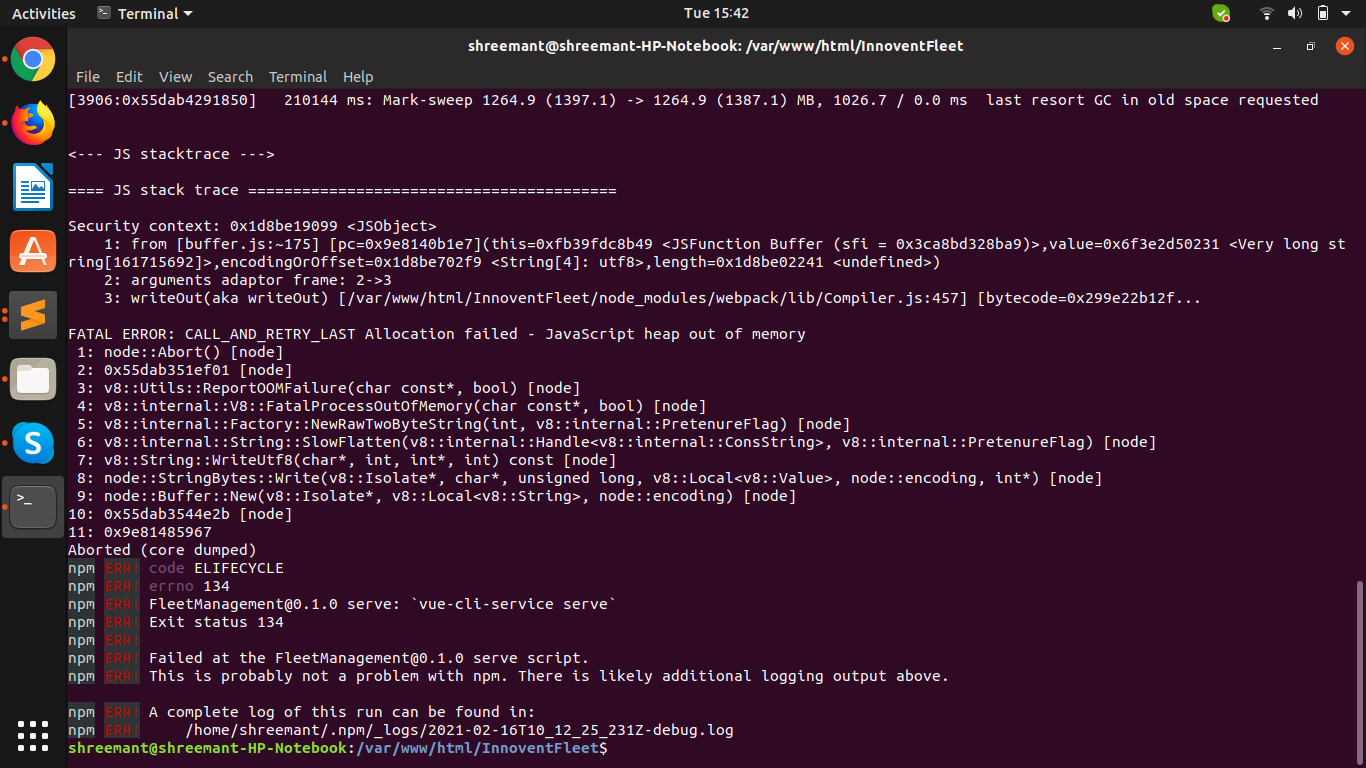 Activities Terminal Tue 15:42
shreemant@shreemant-HP-Notebook: /var/www/html/InnoventFleet
File Edit View Search Terminal Help
[3906:0x55dab4291850]   210144 ms: Mark-sweep 1264.9 (1397.1) -> 1264.9 (1387.1) MB, 1026.7 / 0.0 ms  last resort GC in old space requested
<--- JS stacktrace --->
==== JS stack trace =========================================
Security context: 0x1d8be19099 <JSObject>
    1: from [buffer.js:~175] [pc=0x9e8140b1e7](this=0xfb39fdc8b49 <JSFunction Buffer (sfi = 0x3ca8bd328ba9)>,value=0x6f3e2d50231 <Very long st
ring[161715692]>,encodingOrOffset=0x1d8be702f9 <String[4]: utf8>,length=0x1d8be02241 <undefined>)
    2: arguments adaptor frame: 2->3
    3: writeOut(aka writeOut) [/var/www/html/InnoventFleet/node_modules/webpack/lib/Compiler.js:457] [bytecode=0x299e22b12f...
FATAL ERROR: CALL_AND_RETRY_LAST Allocation failed - JavaScript heap out of memory
 1: node::Abort() [node]
 2: 0x55dab351ef01 [node]
 3: v8::Utils::ReportOOMFailure(char const*, bool) [node]
 4: v8::internal::V8::FatalProcessOutOfMemory(char const*, bool) [node]
 5: v8::internal::Factory::NewRawTwoByteString(int, v8::internal::PretenureFlag) [node]
 6: v8::internal::String::SlowFlatten(v8::internal::Handle<v8::internal::ConsString>, v8::internal::PretenureFlag) [node]
 7: v8::String::WriteUtf8(char*, int, int*, int) const [node]
 8: node::StringBytes::Write(v8::Isolate*, char*, unsigned long, v8::Local<v8::Value>, node::encoding, int*) [node]
 9: node::Buffer::New(v8::Isolate*, v8::Local<v8::String>, node::encoding) [node]
10: 0x55dab3544e2b [node]
11: 0x9e81485967
Aborted (core dumped)
npm ERR! code ELIFECYCLE
npm ERR! errno 134
npm ERR! FleetManagement@0.1.0 serve: `vue-cli-service serve`
npm ERR! Exit status 134
npm ERR!
npm ERR! Failed at the FleetManagement@0.1.0 serve script.
npm ERR! This is probably not a problem with npm. There is likely additional logging output above.
npm ERR! A complete log of this run can be found in:
npm ERR!     /home/shreemant/.npm/_logs/2021-02-16T10_12_25_231Z-debug.log
shreemant@shreemant-HP-Notebook:/var/www/html/InnoventFleet$